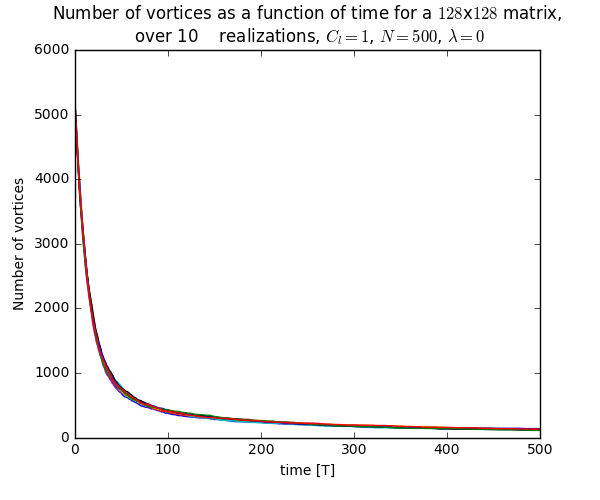 Number of vortices as a function of time for a 128x128 matrix,
over 10 realizations, C_l = 1, N = 500, λ = 0
6000
5000
4000
3000
2000
1000
0
Number of vortices
0 100 200 300 400 500
time [T]